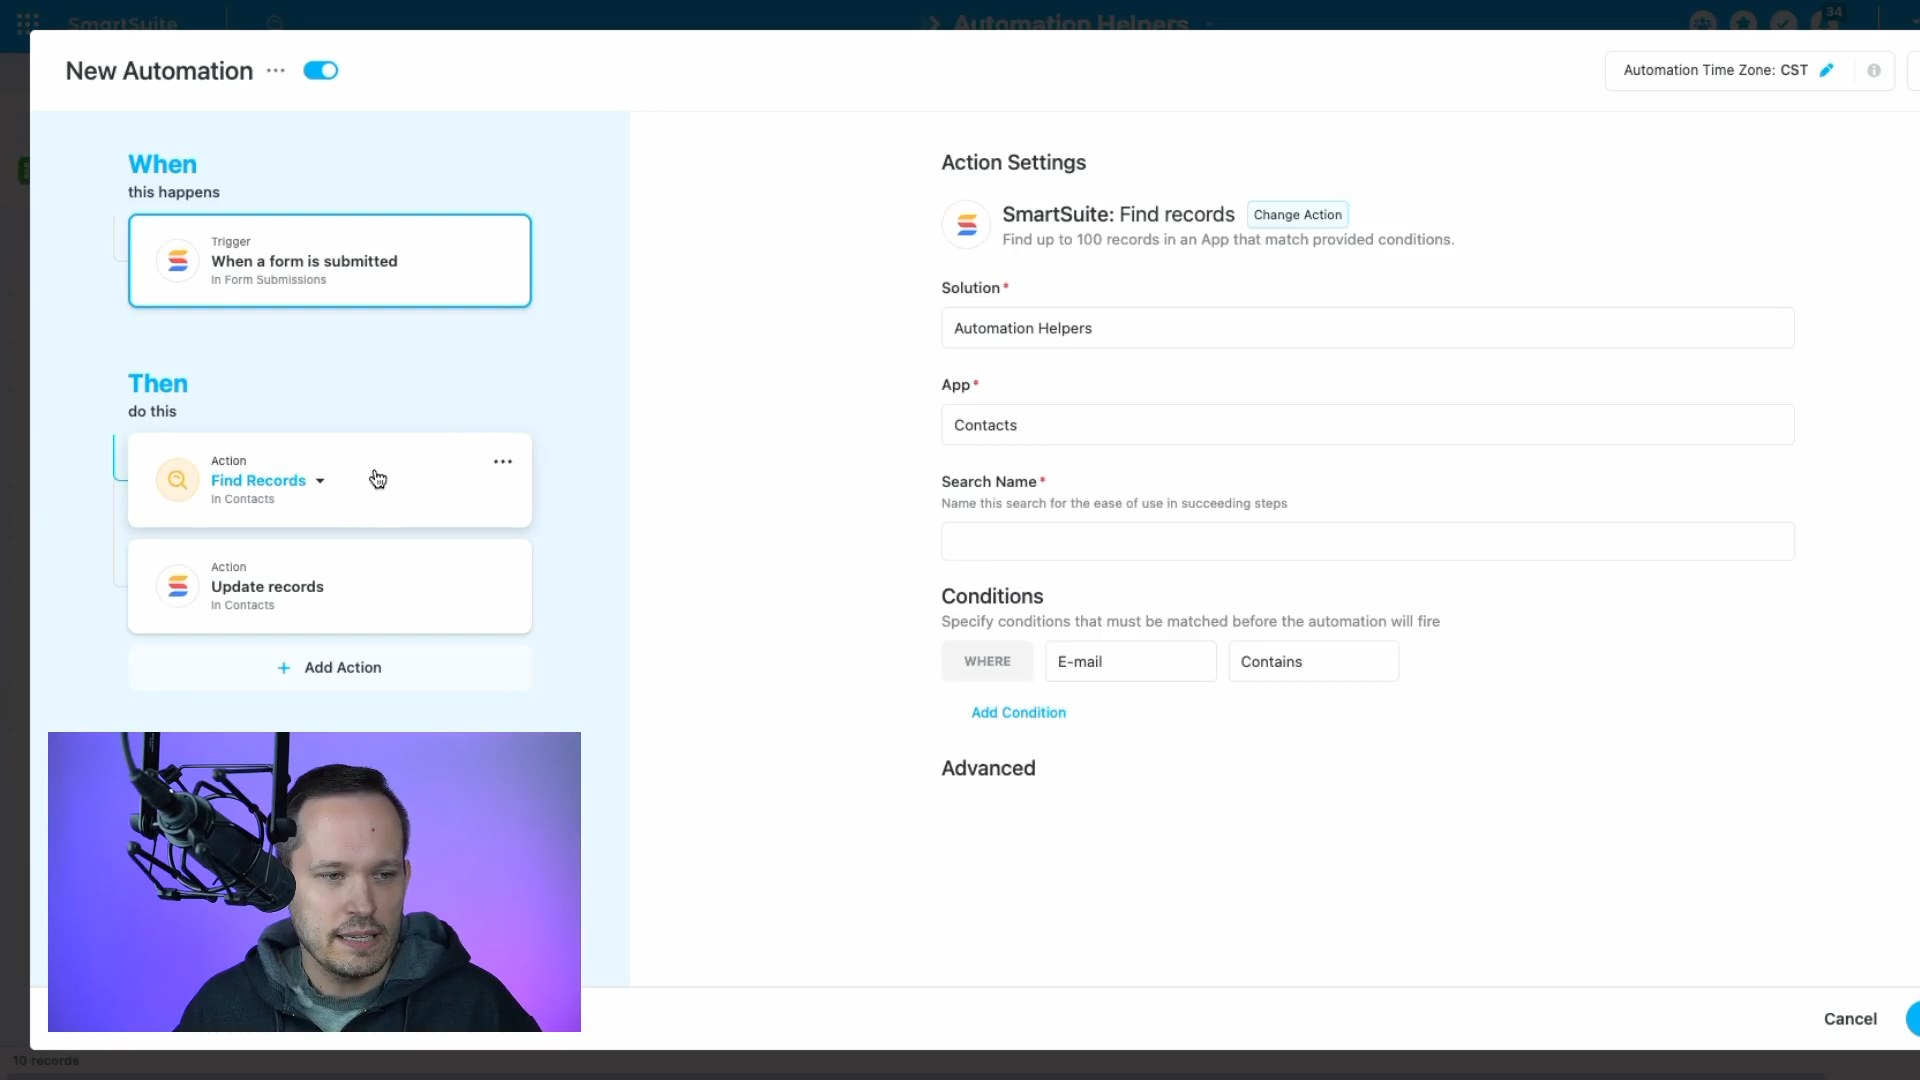 SmartSuite
Automation Helpers
34
New Automation
Automation Time Zone: CST
When
this happens
Trigger
When a form is submitted
In Form Submissions
Then
do this
Action
Find Records
In Contacts
Action
Update records
In Contacts
+ Add Action
Action Settings
SmartSuite: Find records Change Action
Find up to 100 records in an App that match provided conditions.
Solution*
Automation Helpers
App*
Contacts
Search Name*
Name this search for the ease of use in succeeding steps
Conditions
Specify conditions that must be matched before the automation will fire
WHERE E-mail Contains
Add Condition
Advanced
Cancel
10 records